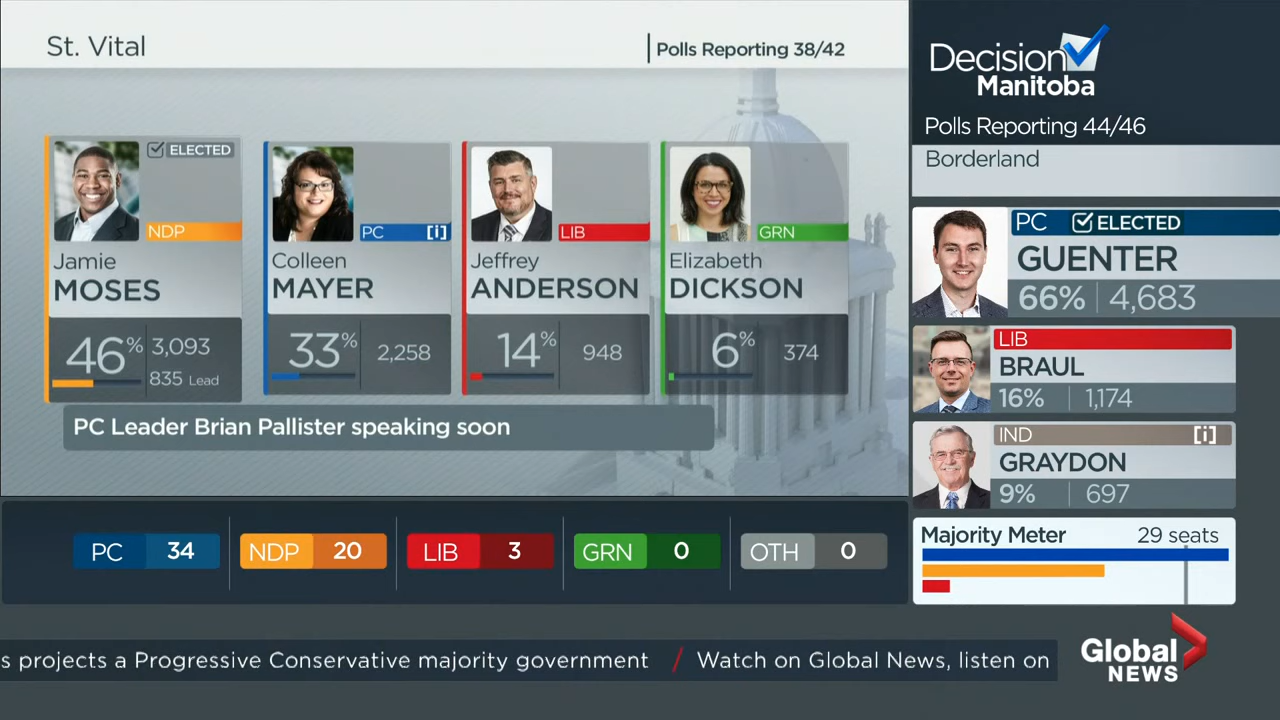 St. Vital
Polls Reporting 38/42
ELECTED
NDP
Jamie
MOSES
46% 3,093
835 Lead
PC [i]
Colleen
MAYER
33% 2,258
LIB
Jeffrey
ANDERSON
14% 948
GRN
Elizabeth
DICKSON
6% 374
PC Leader Brian Pallister speaking soon
PC 34 NDP 20 LIB 3 GRN 0 OTH 0
Decision
Manitoba
Polls Reporting 44/46
Borderland
PC ELECTED
GUENTER
66% 4,683
LIB
BRAUL
16% 1,174
IND [i]
GRAYDON
9% 697
Majority Meter 29 seats
s projects a Progressive Conservative majority government / Watch on Global News, listen on
Global
NEWS